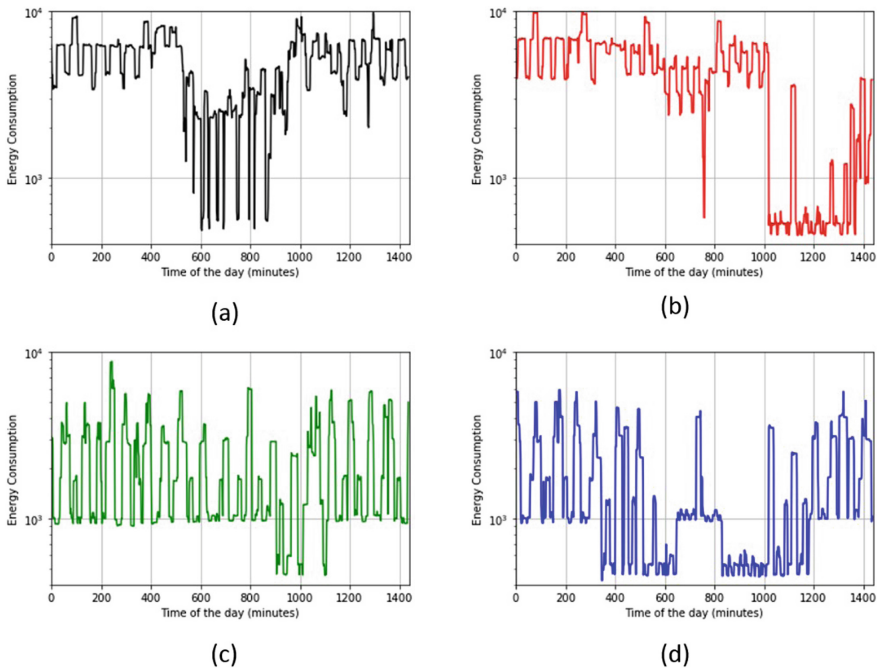 10⁴
10³
Energy Consumption
0 200 400 600 800 1000 1200 1400
Time of the day (minutes)
(a)
10⁴
10³
Energy Consumption
0 200 400 600 800 1000 1200 1400
Time of the day (minutes)
(b)
10⁴
10³
Energy Consumption
0 200 400 600 800 1000 1200 1400
Time of the day (minutes)
(c)
10⁴
10³
Energy Consumption
0 200 400 600 800 1000 1200 1400
Time of the day (minutes)
(d)